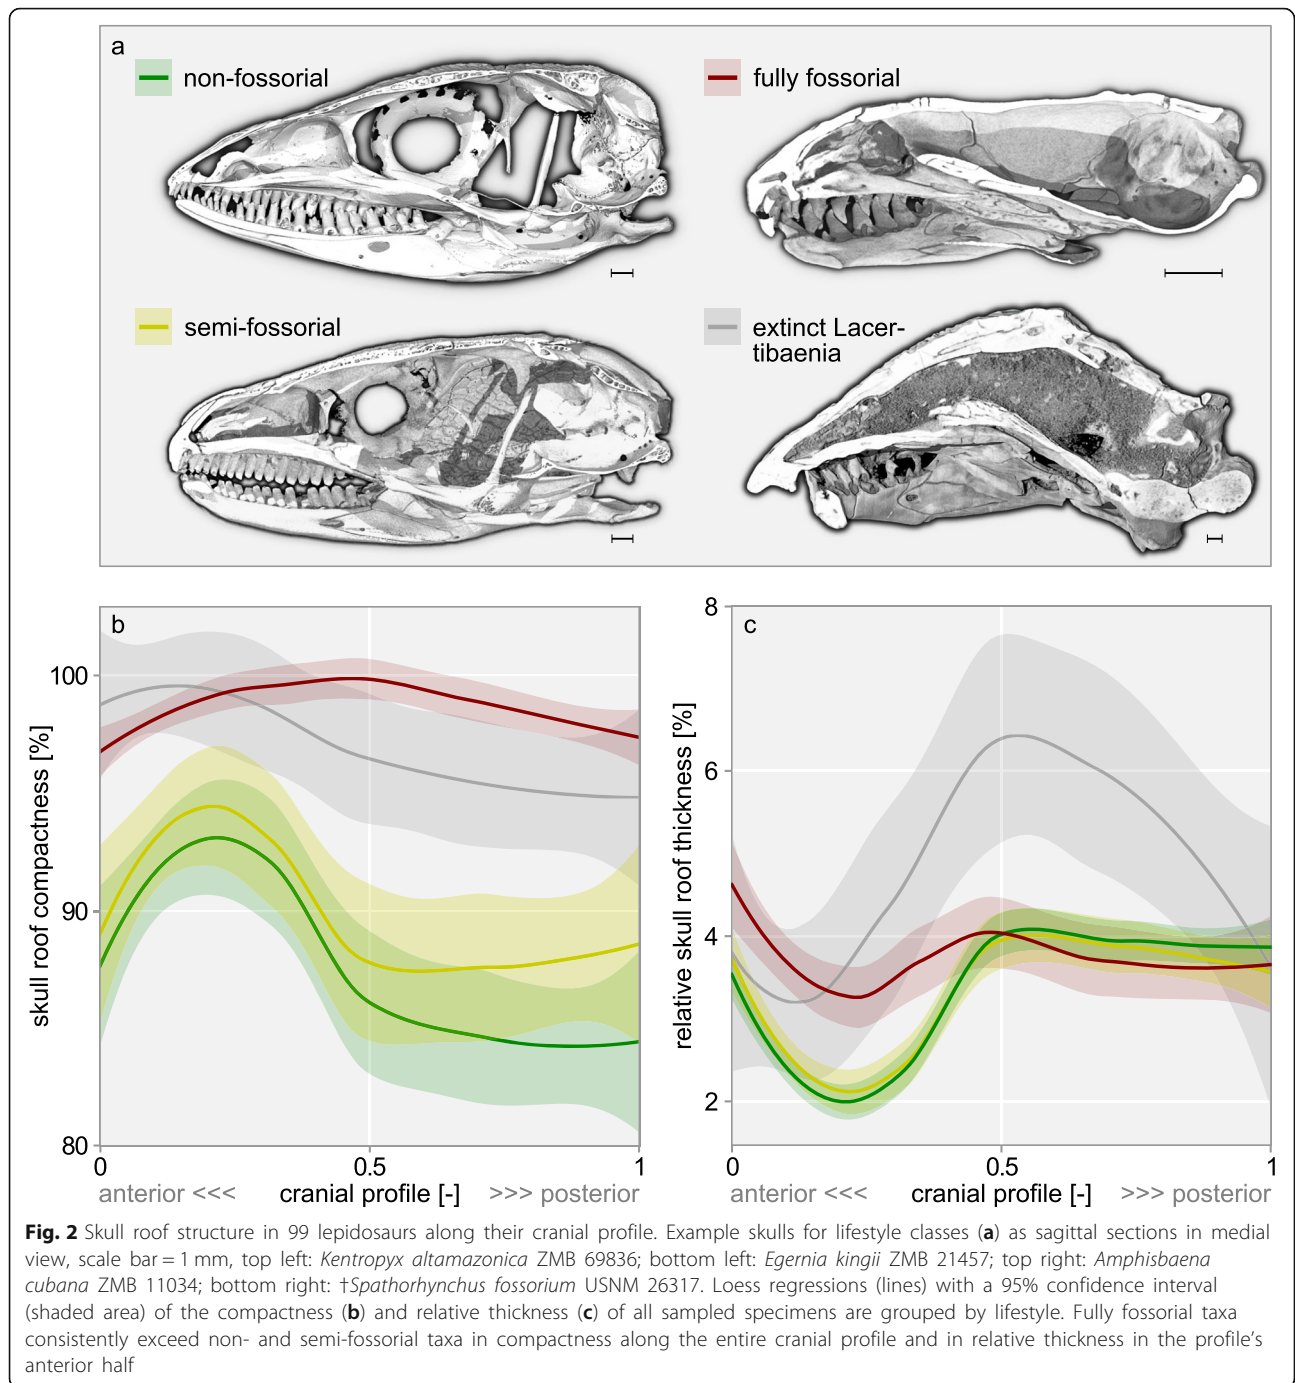 a
non-fossorial
fully fossorial
semi-fossorial
extinct Lacer-
tibaenia
b
100
90
80
skull roof compactness [%]
0
0.5
1
anterior <<<
cranial profile [-]
>>> posterior
c
8
6
4
2
relative skull roof thickness [%]
0
0.5
1
anterior <<<
cranial profile [-]
>>> posterior
Fig. 2 Skull roof structure in 99 lepidosaurs along their cranial profile. Example skulls for lifestyle classes (a) as sagittal sections in medial
view, scale bar = 1 mm, top left: Kentropyx altamazonica ZMB 69836; bottom left: Egernia kingii ZMB 21457; top right: Amphisbaena
cubana ZMB 11034; bottom right: †Spathorhynchus fossorium USNM 26317. Loess regressions (lines) with a 95% confidence interval
(shaded area) of the compactness (b) and relative thickness (c) of all sampled specimens are grouped by lifestyle. Fully fossorial taxa
consistently exceed non- and semi-fossorial taxa in compactness along the entire cranial profile and in relative thickness in the profile's
anterior half